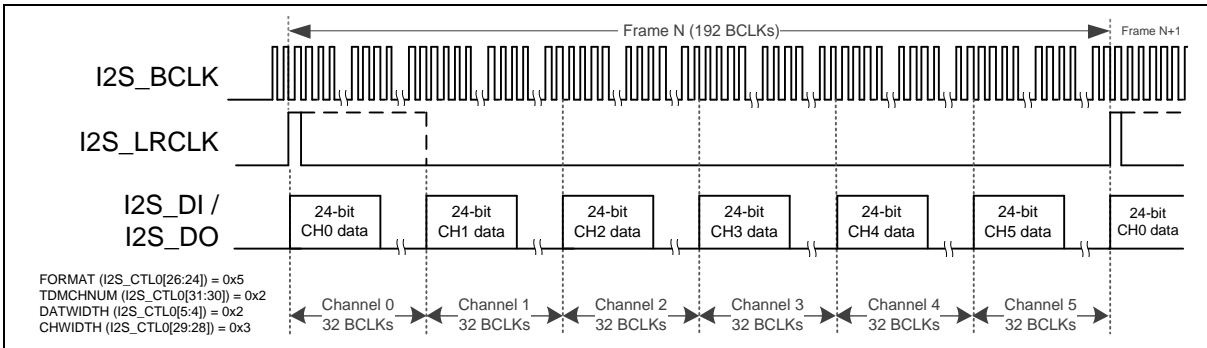 Frame N (192 BCLKs)
Frame N+1
I2S_BCLK
I2S_LRCLK
I2S_DI /
I2S_DO
24-bit
CH0 data
24-bit
CH1 data
24-bit
CH2 data
24-bit
CH3 data
24-bit
CH4 data
24-bit
CH5 data
24-bit
CH0 data
FORMAT (I2S_CTL0[26:24]) = 0x5
TDMCHNUM (I2S_CTL0[31:30]) = 0x2
DATWIDTH (I2S_CTL0[5:4]) = 0x2
CHWIDTH (I2S_CTL0[29:28]) = 0x3
Channel 0
32 BCLKs
Channel 1
32 BCLKs
Channel 2
32 BCLKs
Channel 3
32 BCLKs
Channel 4
32 BCLKs
Channel 5
32 BCLKs